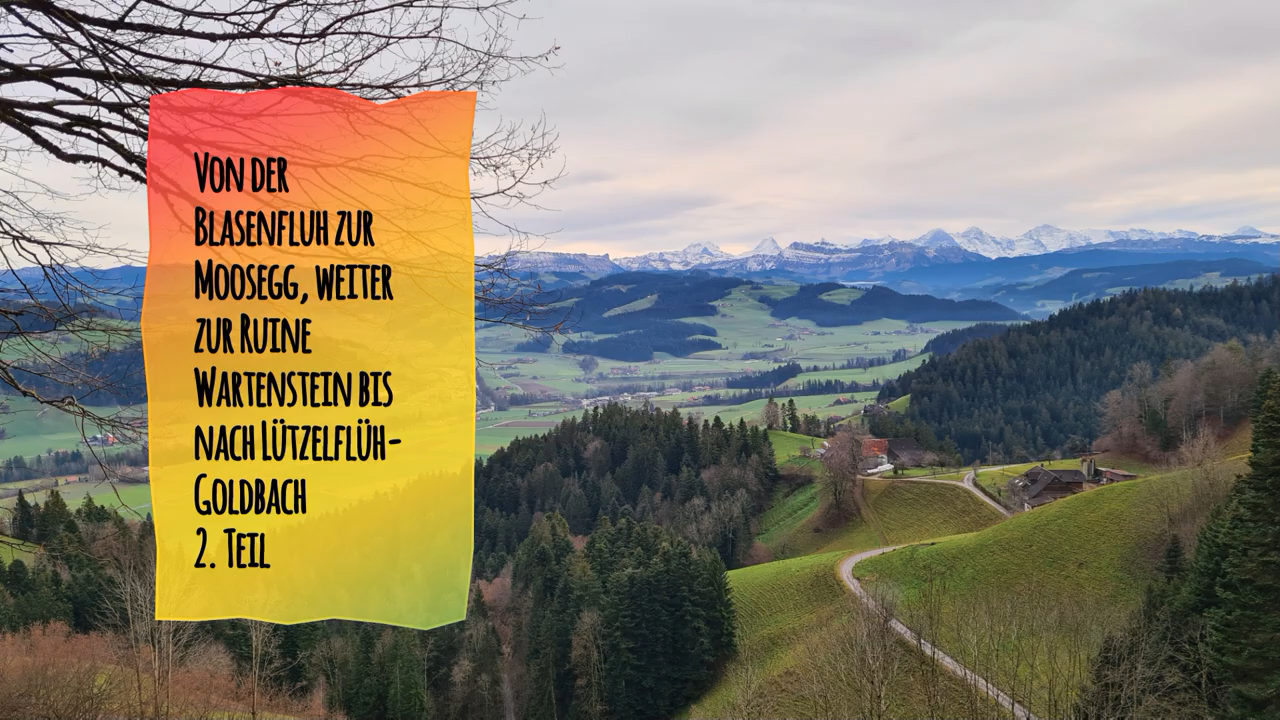 Von der
Blasenfluh zur
Moosegg, weiter
zur Ruine
Wartenstein bis
nach Lützelflüh-
Goldbach
2. Teil